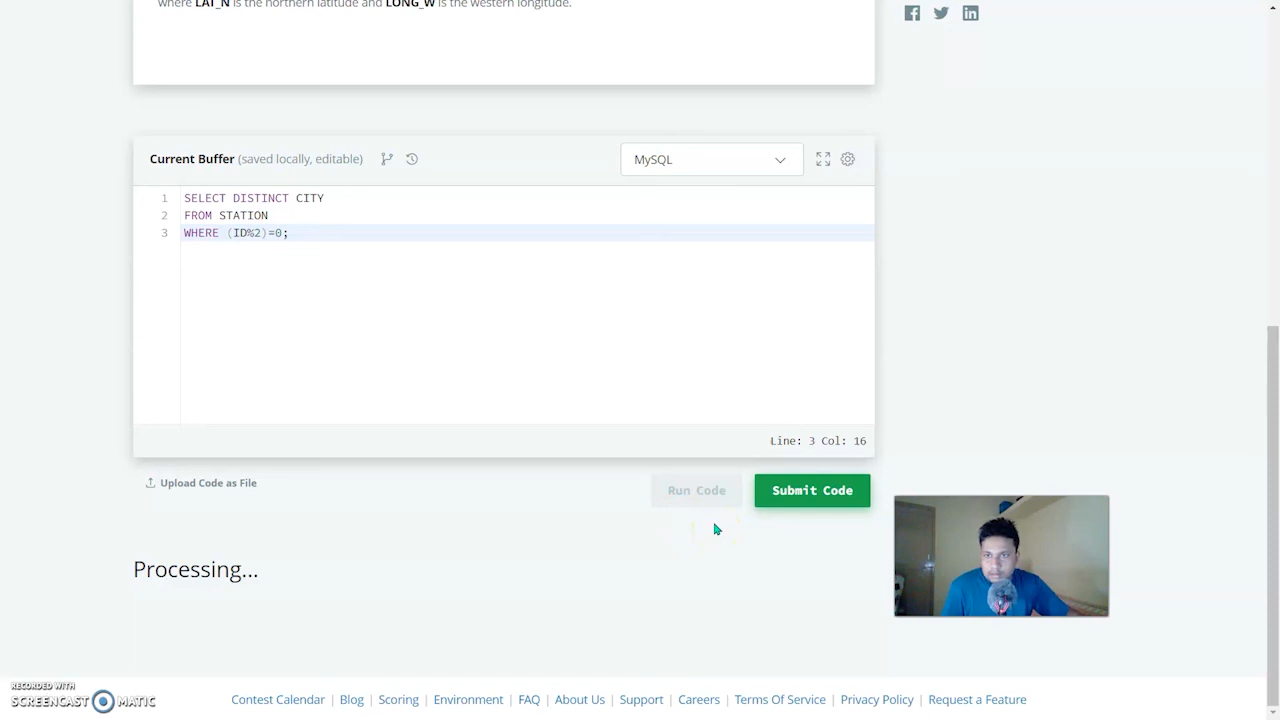 where LAT_N is the northern latitude and LONG_W is the western longitude.
Current Buffer (saved locally, editable)
MySQL
1 SELECT DISTINCT CITY
2 FROM STATION
3 WHERE (ID%2)=0;
Line: 3 Col: 16
Upload Code as File
Run Code
Submit Code
Processing...
RECORDED WITH
SCREENCAST MATIC
Contest Calendar | Blog | Scoring | Environment | FAQ | About Us | Support | Careers | Terms Of Service | Privacy Policy | Request a Feature